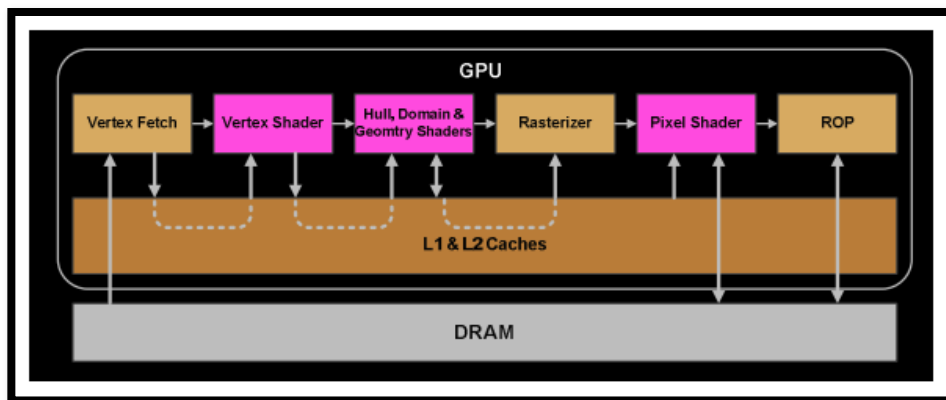 GPU
Vertex Fetch
Vertex Shader
Hull, Domain &
Geomtry Shaders
Rasterizer
Pixel Shader
ROP
L1 & L2 Caches
DRAM